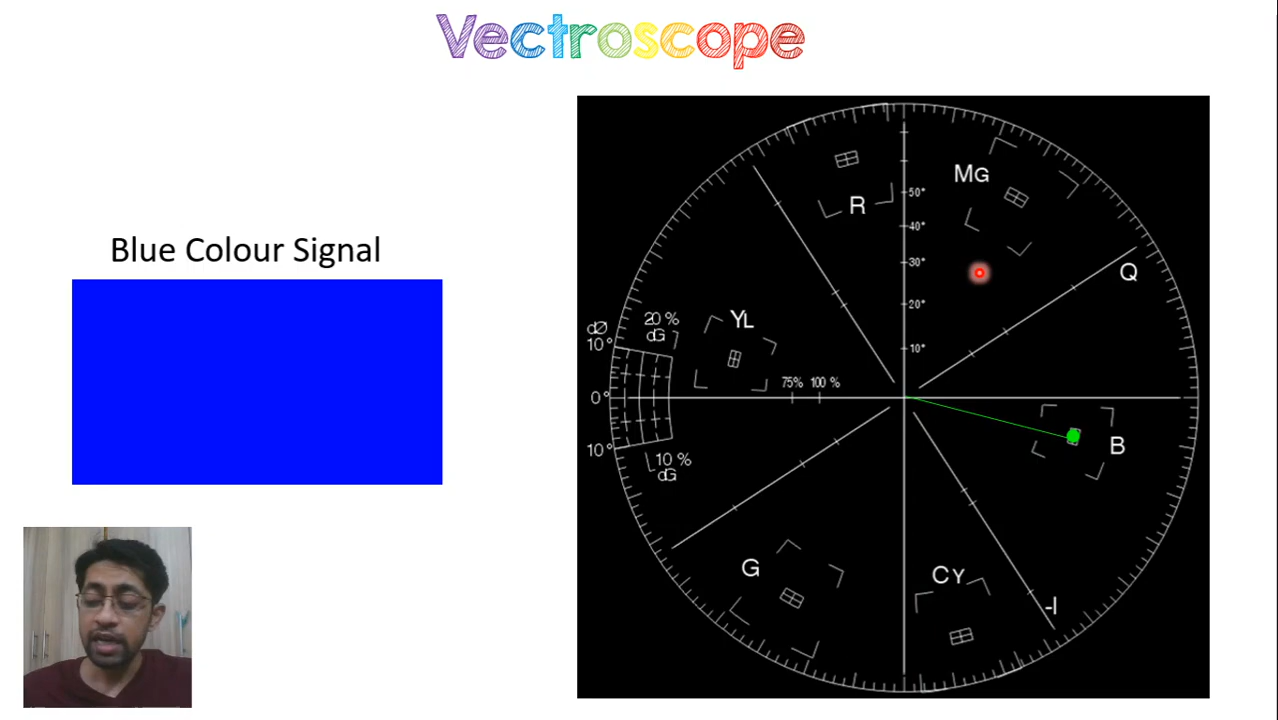 Vectroscope
Blue Colour Signal
MG
R
50°
40°
30°
20°
10°
Q
20 %
dG
dØ
10°
YL
75% 100 %
0°
10°
10 %
dG
B
G
CY
-I